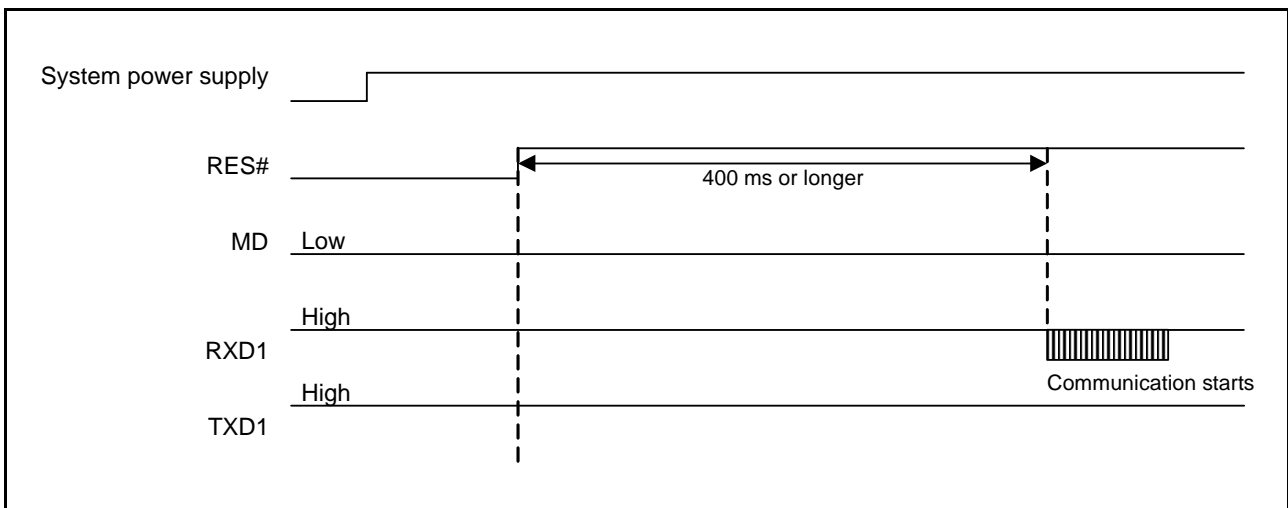 System power supply
RES#
400 ms or longer
MD
Low
High
RXD1
Communication starts
High
TXD1